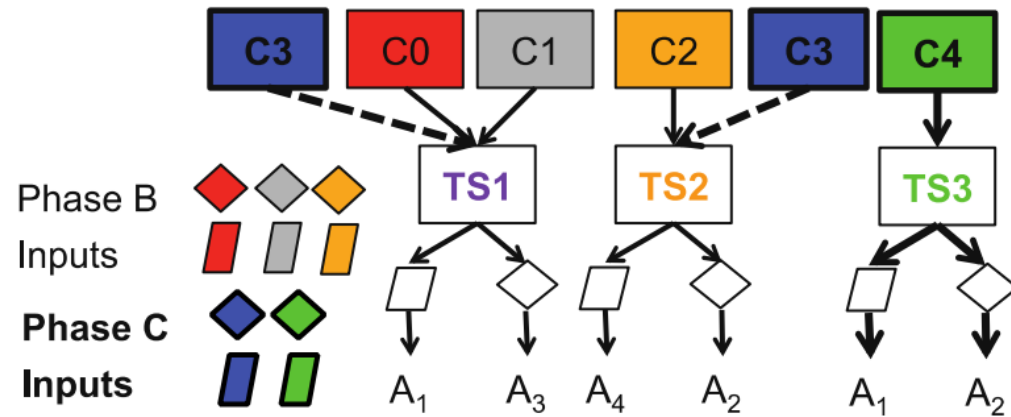 C3 C0 C1 C2 C3 C4
TS1 TS2 TS3
Phase B
Inputs
Phase C
Inputs
A₁ A₃ A₄ A₂ A₁ A₂